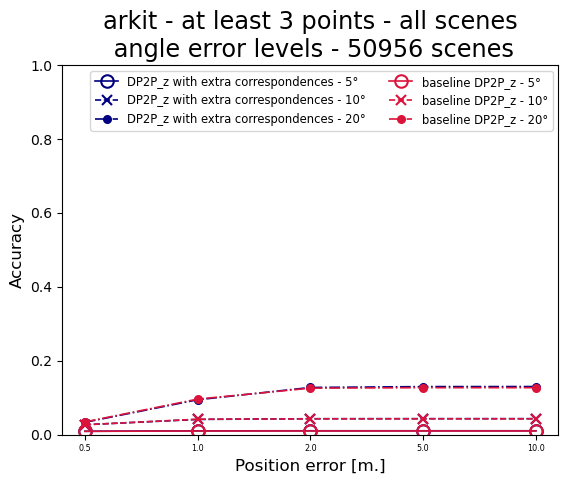 arkit - at least 3 points - all scenes
angle error levels - 50956 scenes
DP2P_z with extra correspondences - 5°
DP2P_z with extra correspondences - 10°
DP2P_z with extra correspondences - 20°
baseline DP2P_z - 5°
baseline DP2P_z - 10°
baseline DP2P_z - 20°
1.0
0.8
0.6
0.4
0.2
0.0
Accuracy
0.5 1.0 2.0 5.0 10.0
Position error [m.]